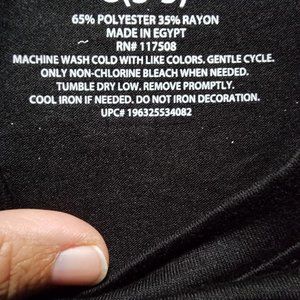 65% POLYESTER 35% RAYON
MADE IN EGYPT
RN# 117508
MACHINE WASH COLD WITH LIKE COLORS. GENTLE CYCLE.
ONLY NON-CHLORINE BLEACH WHEN NEEDED.
TUMBLE DRY LOW. REMOVE PROMPTLY.
COOL IRON IF NEEDED. DO NOT IRON DECORATION.
UPC# 196325534082